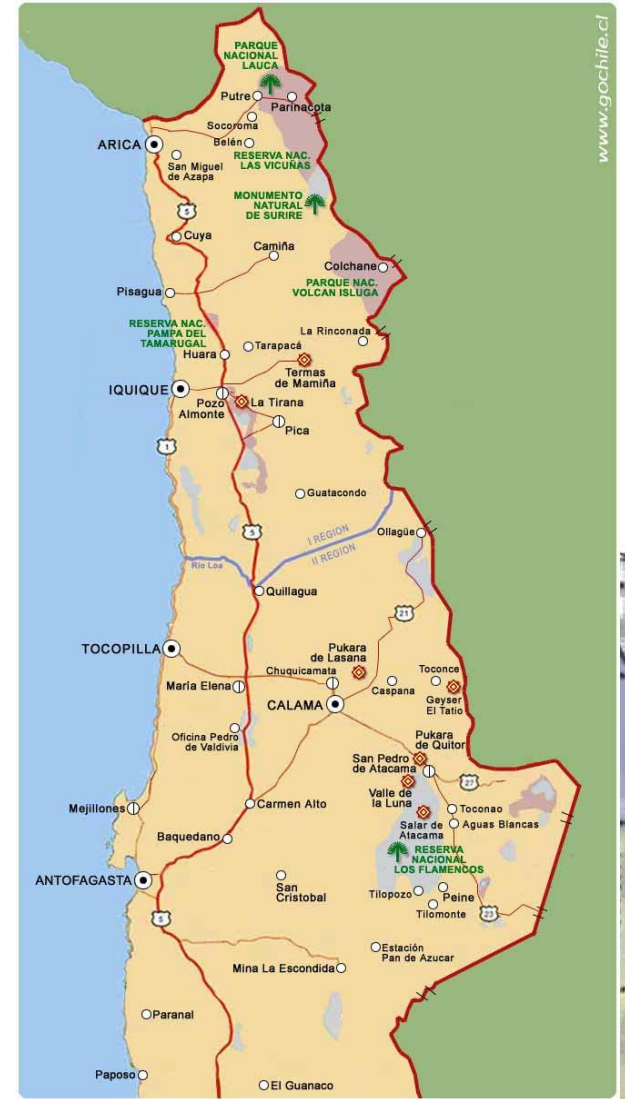 www.gochile.cl
PARQUE
NACIONAL
LAUCA
Putre
Parinacota
Socoroma
ARICA
Belén
San Miguel
de Azapa
RESERVA NAC.
LAS VICUÑAS
MONUMENTO
NATURAL
DE SURIRE
5
Cuya
Camiña
Colchane
PARQUE NAC.
VOLCAN ISLUGA
Pisagua
RESERVA NAC.
PAMPA DEL
TAMARUGAL
La Rinconada
Tarapacá
Huara
Termas
de Mamiña
IQUIQUE
Pozo
Almonte
La Tirana
Pica
1
Guatacondo
5
I REGION
II REGION
Ollagüe
Río Loa
Quillagua
21
TOCOPILLA
Pukara
de Lasana
Chuquicamata
Toconce
María Elena
Caspana
Geyser
El Tatio
CALAMA
Oficina Pedro
de Valdivia
Pukara
de Quitor
San Pedro
de Atacama
27
Valle de
la Luna
Mejillones
Carmen Alto
Toconao
Salar de
Atacama
Aguas Blancas
Baquedano
RESERVA
NACIONAL
LOS FLAMENCOS
ANTOFAGASTA
San
Cristobal
Tilopozo
Peine
Tilomonte
23
5
Estación
Pan de Azucar
Mina La Escondida
Paranal
Paposo
El Guanaco